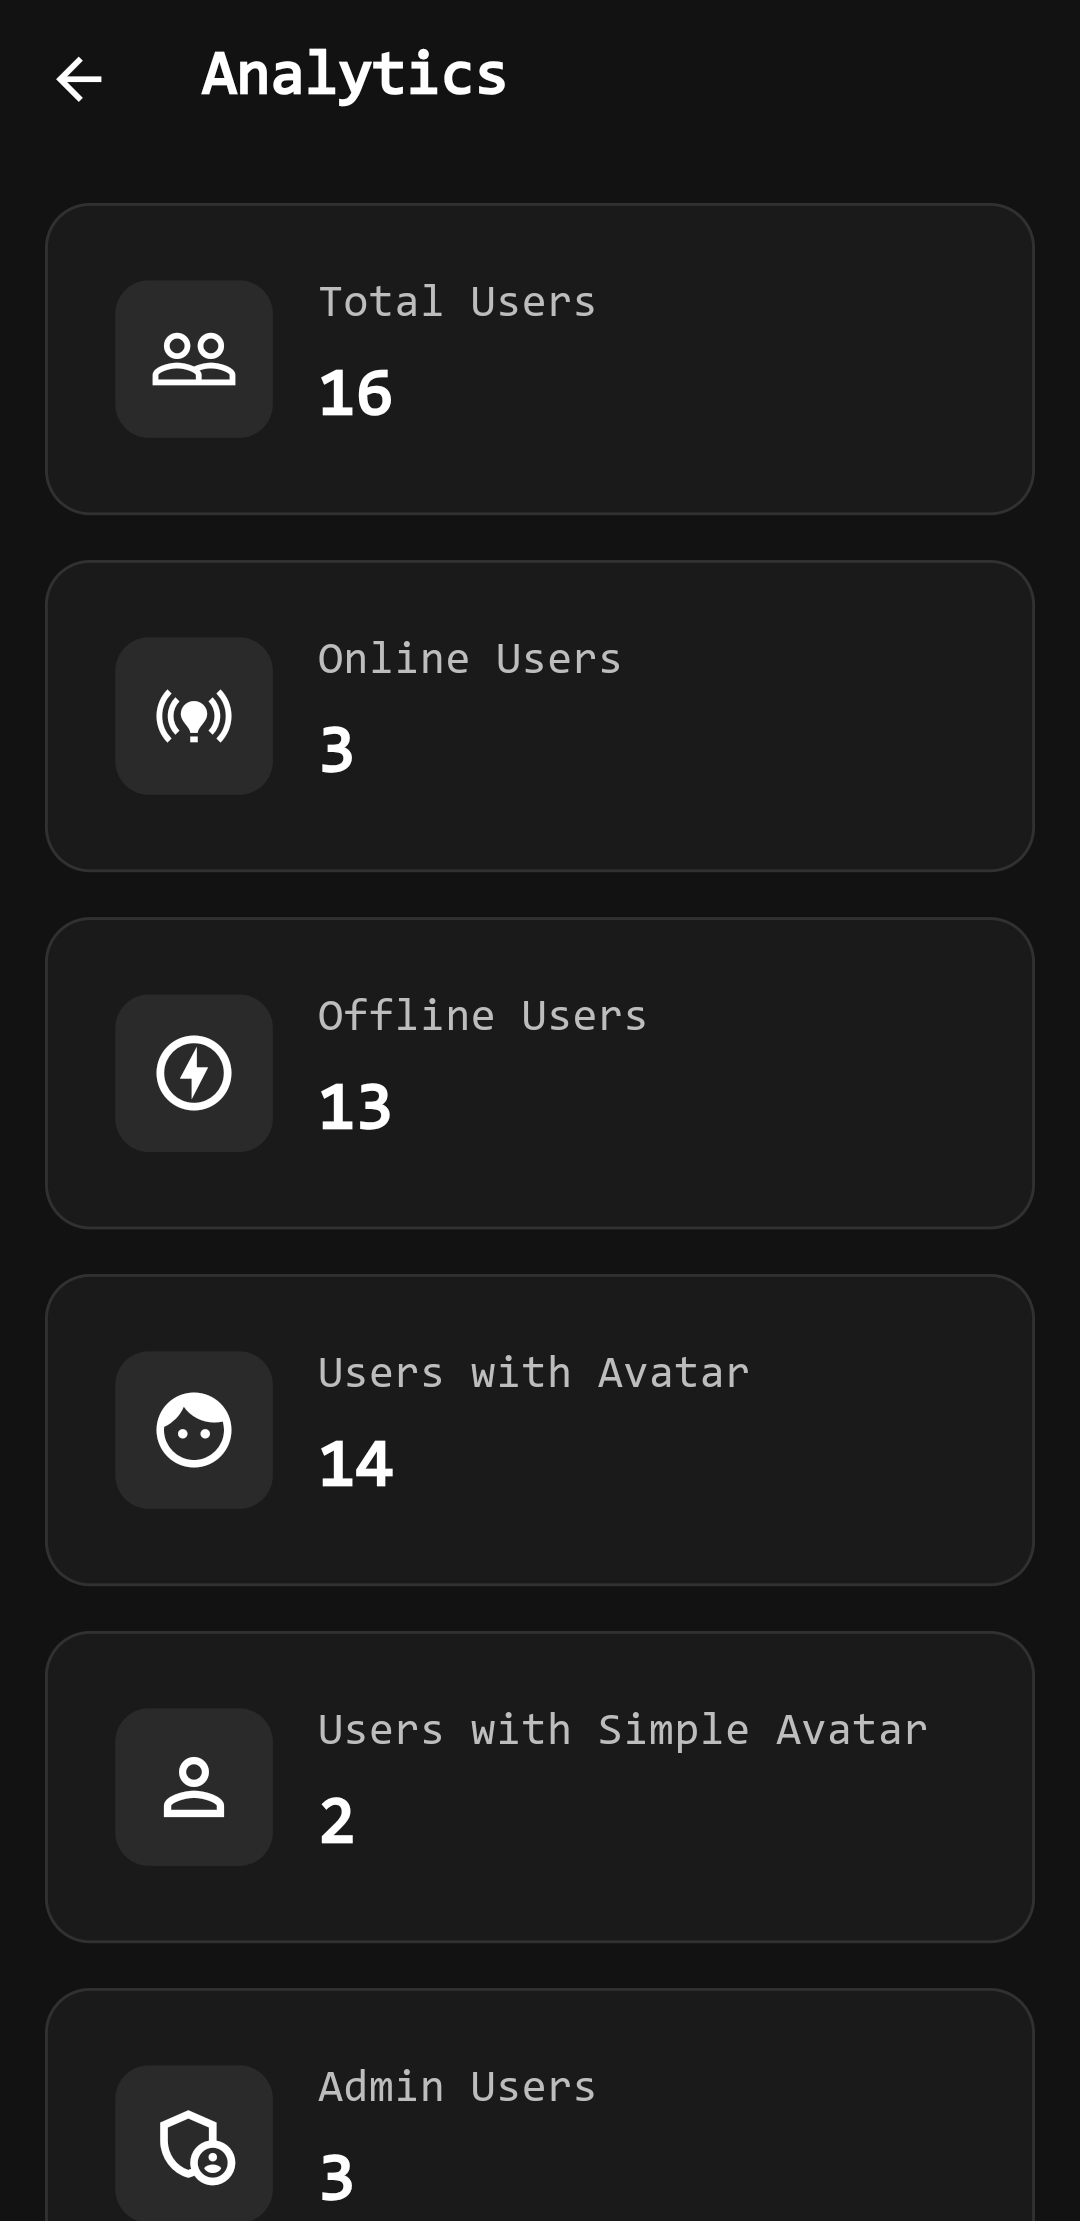 Analytics
Total Users
16
Online Users
3
Offline Users
13
Users with Avatar
14
Users with Simple Avatar
2
Admin Users
3